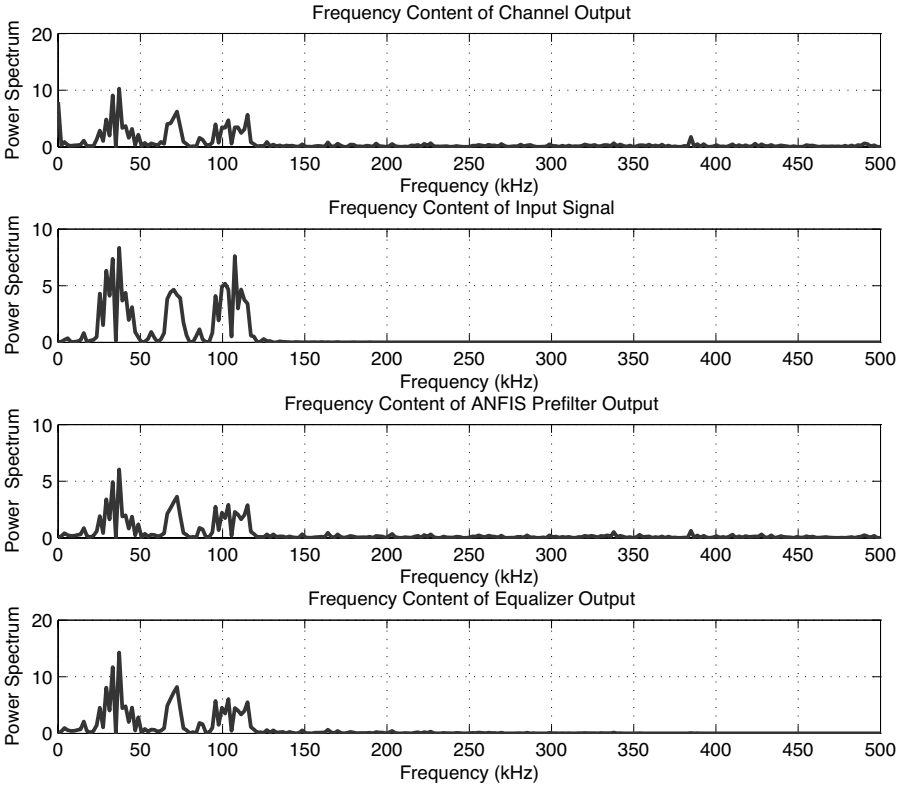 Frequency Content of Channel Output
Power Spectrum
20
10
0
0 50 100 150 200 250 300 350 400 450 500
Frequency (kHz)
Frequency Content of Input Signal
Power Spectrum
10
5
0
0 50 100 150 200 250 300 350 400 450 500
Frequency (kHz)
Frequency Content of ANFIS Prefilter Output
Power Spectrum
10
5
0
0 50 100 150 200 250 300 350 400 450 500
Frequency (kHz)
Frequency Content of Equalizer Output
Power Spectrum
20
10
0
0 50 100 150 200 250 300 350 400 450 500
Frequency (kHz)